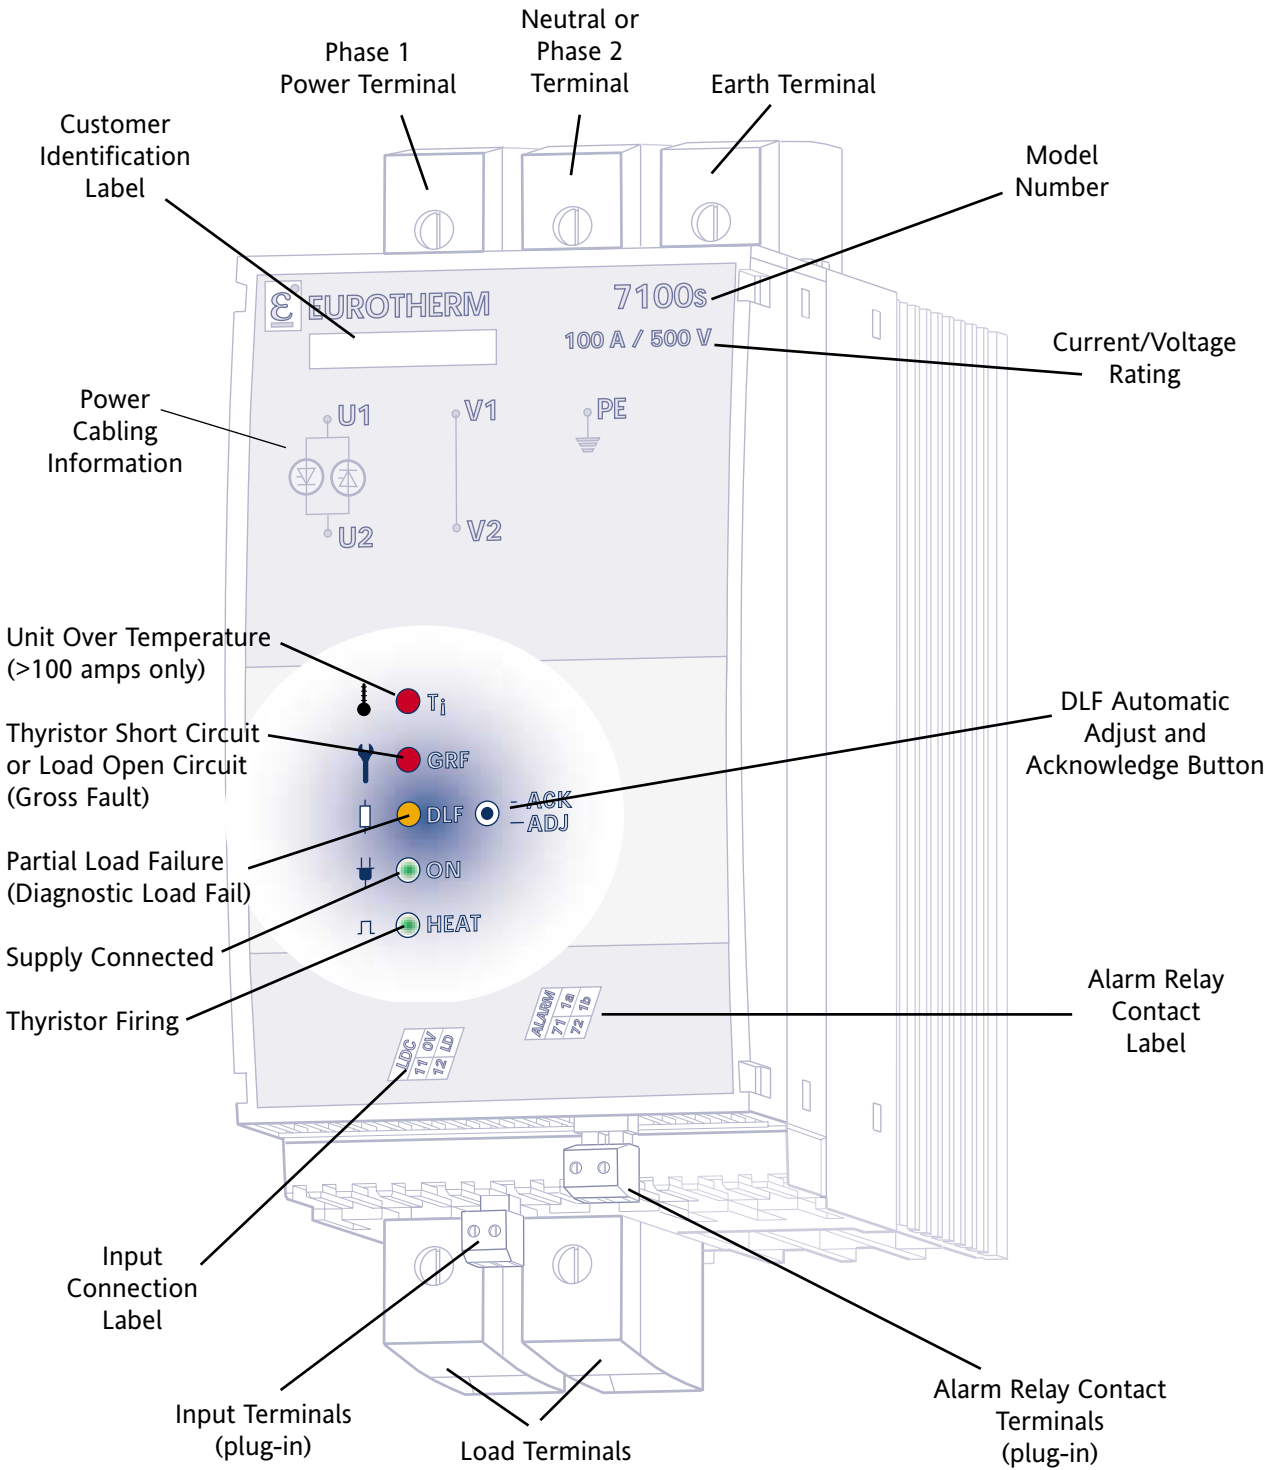 Neutral or
Phase 2
Terminal
Phase 1
Power Terminal
Earth Terminal
Customer
Identification
Label
Model
Number
ε EUROTHERM
7100s
100 A / 500 V
Current/Voltage
Rating
Power
Cabling
Information
U1
V1
PE
U2
V2
Unit Over Temperature
(>100 amps only)
Ti
Thyristor Short Circuit
or Load Open Circuit
(Gross Fault)
GRF
DLF Automatic
Adjust and
Acknowledge Button
DLF
- ACK
- ADJ
Partial Load Failure
(Diagnostic Load Fail)
ON
Supply Connected
HEAT
Thyristor Firing
ALARM
71 1a
72 1b
Alarm Relay
Contact
Label
LDC
11 0V
12 LD
Input
Connection
Label
Input Terminals
(plug-in)
Load Terminals
Alarm Relay Contact
Terminals
(plug-in)